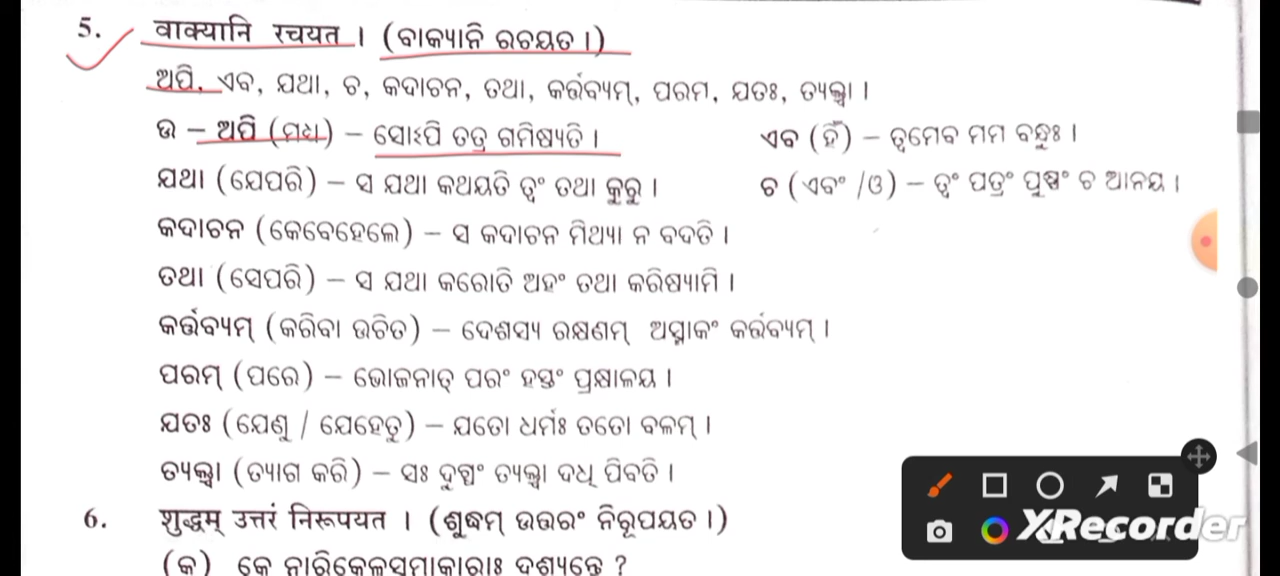 5. वाक्यानि रचयत । (ବାକ୍ୟାନି ରଚୟତ ।)
ଅପି, ଏବ, ଯଥା, ଚ, କଦାଚନ, ତଥା, କର୍ତ୍ତବ୍ୟମ୍, ପରମ, ଯତଃ, ତ୍ୟକ୍ତ୍ବା ।
ଉ – ଅପି (ମଧ୍ୟ) – ସୋଽପି ତତ୍ର ଗମିଷ୍ୟତି । ଏବ (ହିଁ) – ତ୍ୱମେବ ମମ ବନ୍ଧୁଃ ।
ଯଥା (ଯେପରି) – ସ ଯଥା କଥୟତି ତ୍ୱଂ ତଥା କୁରୁ । ଚ (ଏବଂ /ଓ) – ତ୍ୱଂ ପତ୍ରଂ ପୁଷ୍ପଂ ଚ ଆନୟ ।
କଦାଚନ (କେବେହେଲେ) – ସ କଦାଚନ ମିଥ୍ୟା ନ ବଦତି ।
ତଥା (ସେପରି) – ସ ଯଥା କରୋତି ଅହଂ ତଥା କରିଷ୍ୟାମି ।
କର୍ତ୍ତବ୍ୟମ୍ (କରିବା ଉଚିତ) – ଦେଶସ୍ୟ ରକ୍ଷଣମ୍ ଅସ୍ମାକଂ କର୍ତ୍ତବ୍ୟମ୍ ।
ପରମ୍ (ପରେ) – ଭୋଜନାତ୍ ପରଂ ହସ୍ତଂ ପ୍ରକ୍ଷାଳୟ ।
ଯତଃ (ଯେଣୁ / ଯେହେତୁ) – ଯତୋ ଧର୍ମଃ ତତୋ ବଳମ୍ ।
ତ୍ୟକ୍ତ୍ବା (ତ୍ୟାଗ କରି) – ସଃ ଦୁଗ୍ଧଂ ତ୍ୟକ୍ତ୍ବା ଦଧି ପିବତି ।
6. शुद्धम् उत्तरं निरूपयत । (ଶୁଦ୍ଧମ୍ ଉତ୍ତରଂ ନିରୂପୟତ ।)
(କ) କେ ନାରିକେଳସମାକାରାଃ ଦୃଶ୍ୟନ୍ତେ ?
XRecorder